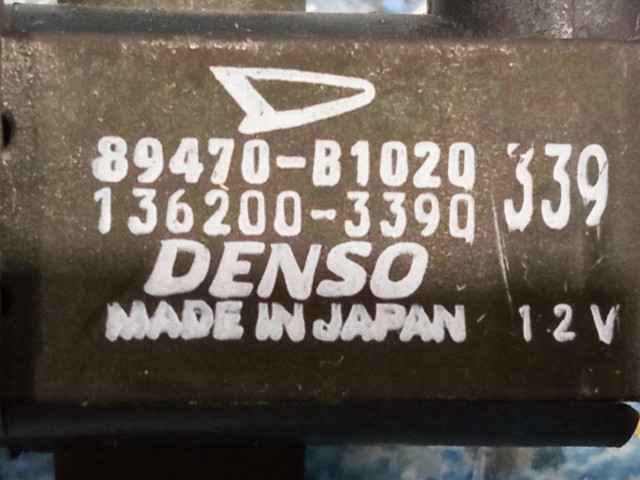 89470-B1020
136200-3390
339
DENSO
MADE IN JAPAN
12V